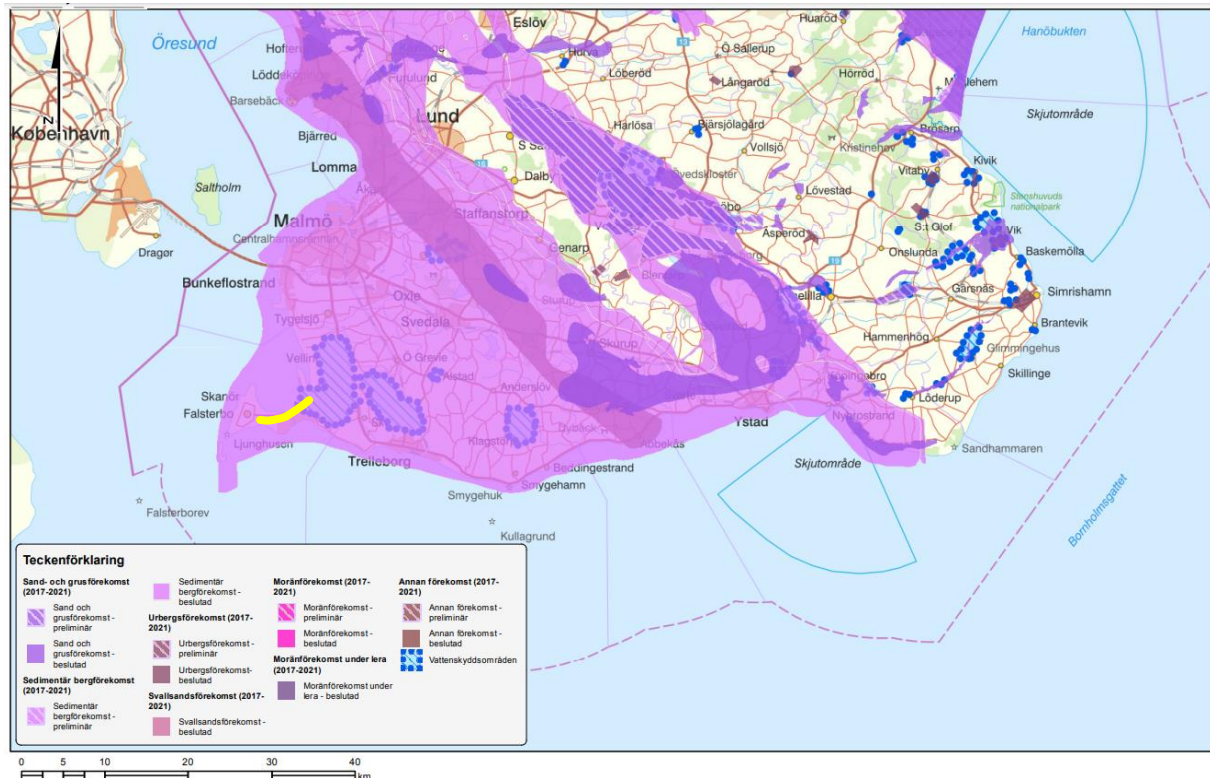 Eslöv
Huaröd
Öresund
Hanöbukten
Horva
Ö Sallerup
Löberöd
Långaröd
Hörröd
Furulund
Barsebäck
Lund
København
N
Harlösa
Bjärsjölagård
Brösarp
Skjutområde
Bjärred
Vollsjö
Kristinehov
Kivik
Lomma
Vitaby
Saltholm
Dalby
Lövestad
Stenshuvuds
nationalpark
Staffanstorp
Malmö
S:t Olof
Vik
Centralhamnsrännan
Äsperöd
Dragør
Genarp
Onslunda
Baskemölla
Bunkeflostrand
19
Oxie
Gärsnäs
Simrishamn
Svedala
Tygelsjö
Brantevik
Skurup
Hammenhög
Glimmingehus
Ö Grevie
Skillinge
Alstad
Skanör
Anderslöv
Löderup
Falsterbo
Ystad
Nybrostrand
Ljunghusen
Klagstorp
Abbekås
Sandhammaren
Trelleborg
Beddingestrand
Skjutområde
Smygehamn
Smygehuk
Falsterborev
Kullagrund
Bornholmsgattet
Teckenförklaring
Sand- och grusförekomst
(2017-2021)
Sand och
grusförekomst -
preliminär
Sand och
grusförekomst -
beslutad
Sedimentär bergförekomst
(2017-2021)
Sedimentär
bergförekomst -
preliminär
Sedimentär
bergförekomst -
beslutad
Urbergsförekomst (2017-
2021)
Urbergsförekomst -
preliminär
Urbergsförekomst-
beslutad
Svallsandsförekomst (2017-
2021)
Svallsandsförekomst -
beslutad
Moränförekomst (2017-
2021)
Moränförekomst -
preliminär
Moränförekomst -
beslutad
Moränförekomst under lera
(2017-2021)
Moränförekomst under
lera - beslutad
Annan förekomst (2017-
2021)
Annan förekomst -
preliminär
Annan förekomst -
beslutad
Vattenskyddsområden
0 5 10 20 30 40
km